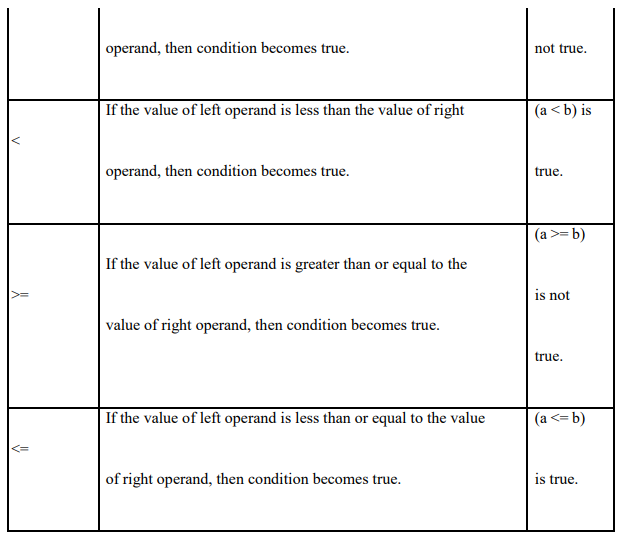 operand, then condition becomes true.
not true.
<
If the value of left operand is less than the value of right
operand, then condition becomes true.
(a < b) is
true.
>=
If the value of left operand is greater than or equal to the
value of right operand, then condition becomes true.
(a >= b)
is not
true.
<=
If the value of left operand is less than or equal to the value
of right operand, then condition becomes true.
(a <= b)
is true.